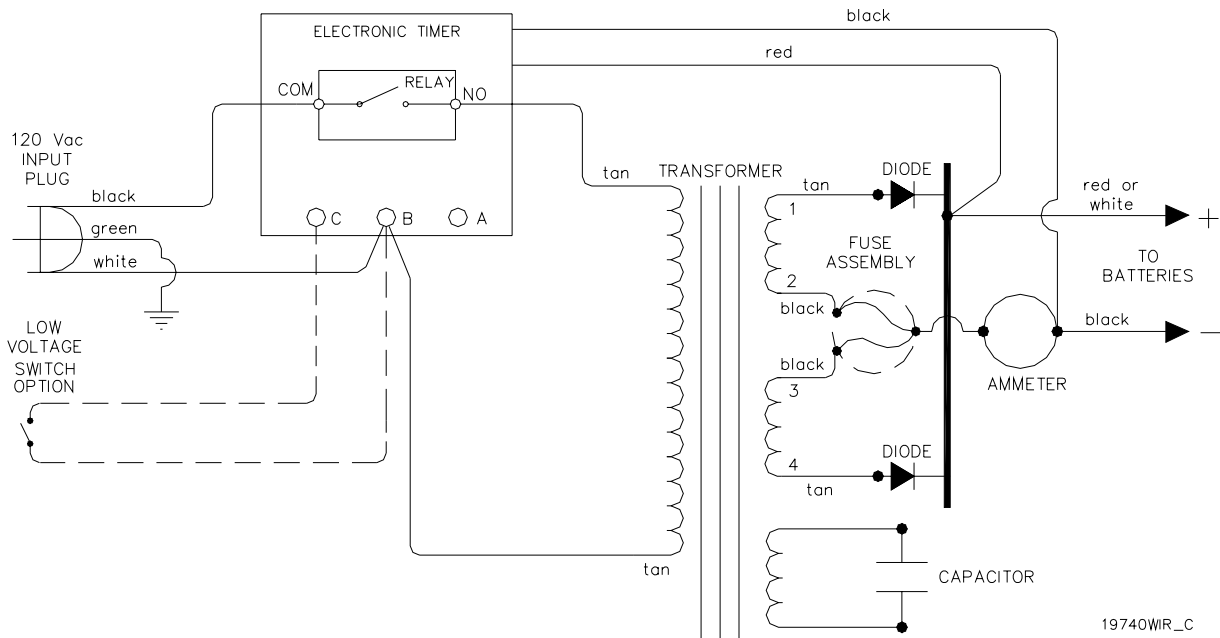 black
ELECTRONIC TIMER
red
RELAY
COM
NO
120 Vac
INPUT
PLUG
tan
TRANSFORMER
DIODE
black
tan
red or
white
1
C
B
A
+
green
FUSE
ASSEMBLY
TO
BATTERIES
white
2
black
black
—
LOW
VOLTAGE
SWITCH
OPTION
black
3
AMMETER
DIODE
4
tan
tan
CAPACITOR
19740WIR_C